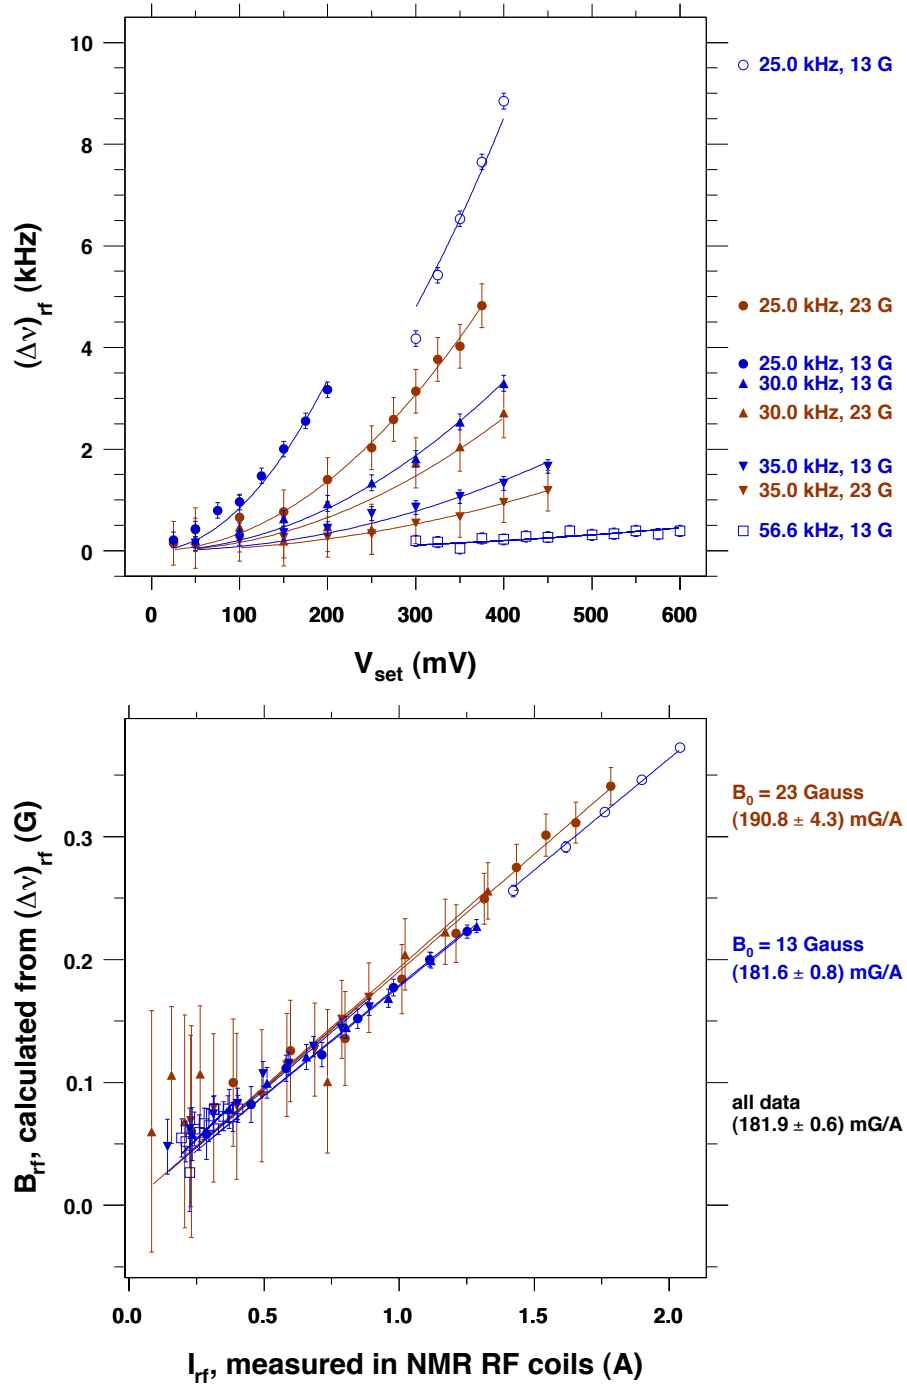 10
8
6
4
2
0
(Δν)rf (kHz)
0 100 200 300 400 500 600
Vset (mV)
25.0 kHz, 13 G
25.0 kHz, 23 G
25.0 kHz, 13 G
30.0 kHz, 13 G
30.0 kHz, 23 G
35.0 kHz, 13 G
35.0 kHz, 23 G
56.6 kHz, 13 G
0.3
0.2
0.1
0.0
Brf, calculated from (Δν)rf (G)
0.0 0.5 1.0 1.5 2.0
Irf, measured in NMR RF coils (A)
B0 = 23 Gauss
(190.8 ± 4.3) mG/A
B0 = 13 Gauss
(181.6 ± 0.8) mG/A
all data
(181.9 ± 0.6) mG/A